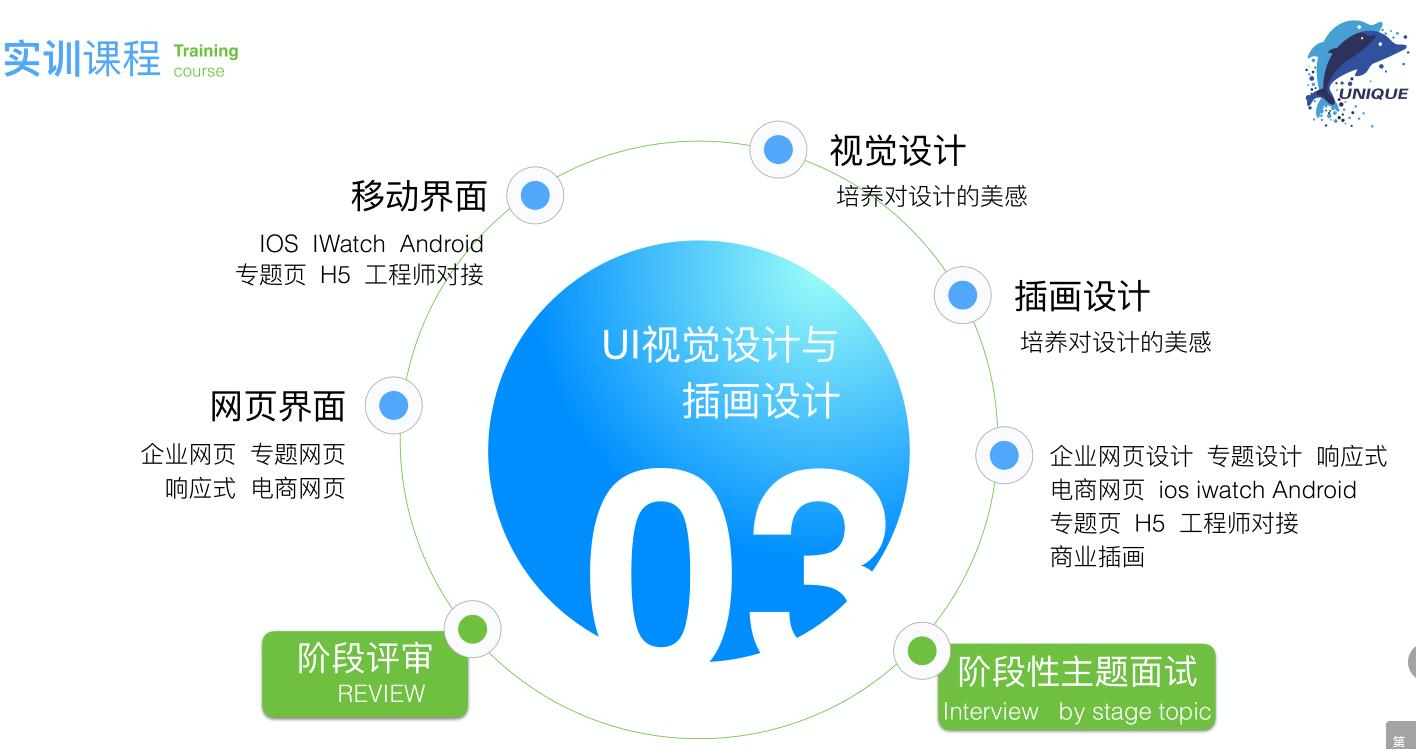 实训课程
Training
course
UNIQUE
视觉设计
培养对设计的美感
移动界面
IOS IWatch Android
专题页 H5 工程师对接
插画设计
培养对设计的美感
UI视觉设计与
插画设计
03
网页界面
企业网页 专题网页
响应式 电商网页
企业网页设计 专题设计 响应式
电商网页 ios iwatch Android
专题页 H5 工程师对接
商业插画
阶段评审
REVIEW
阶段性主题面试
Interview by stage topic
第